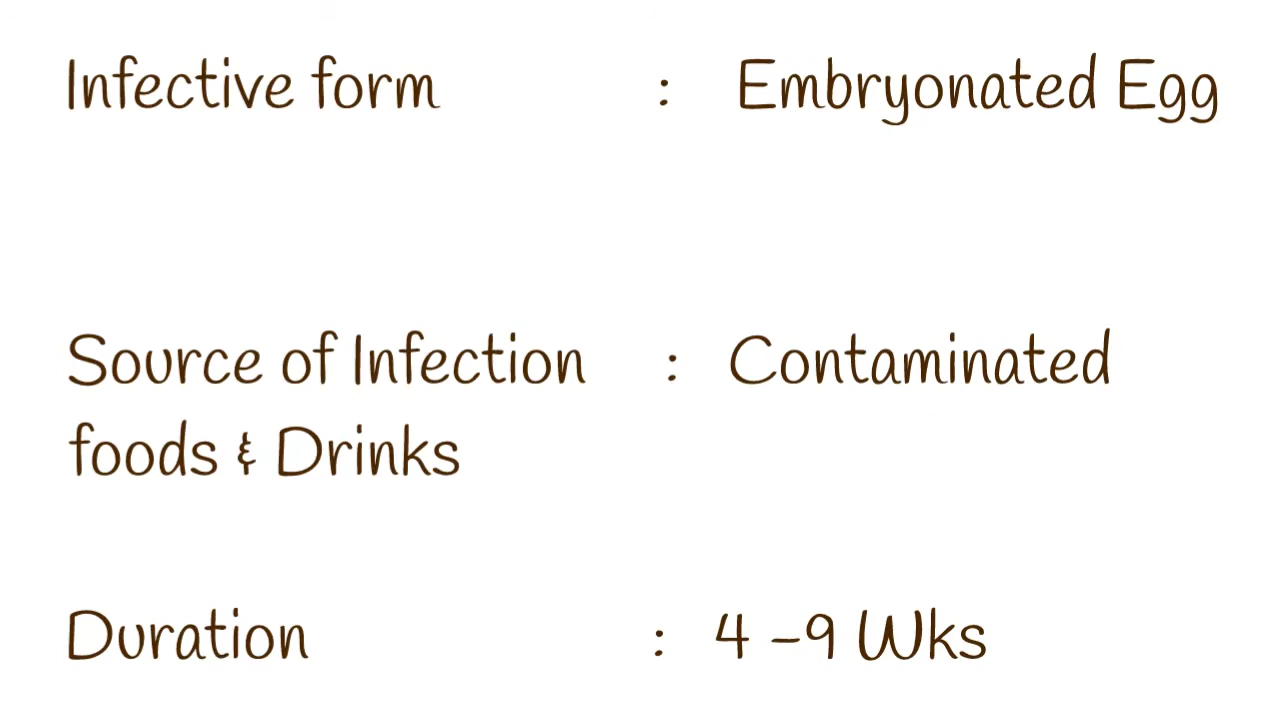 Infective form : Embryonated Egg
Source of Infection : Contaminated
foods & Drinks
Duration : 4 -9 Wks